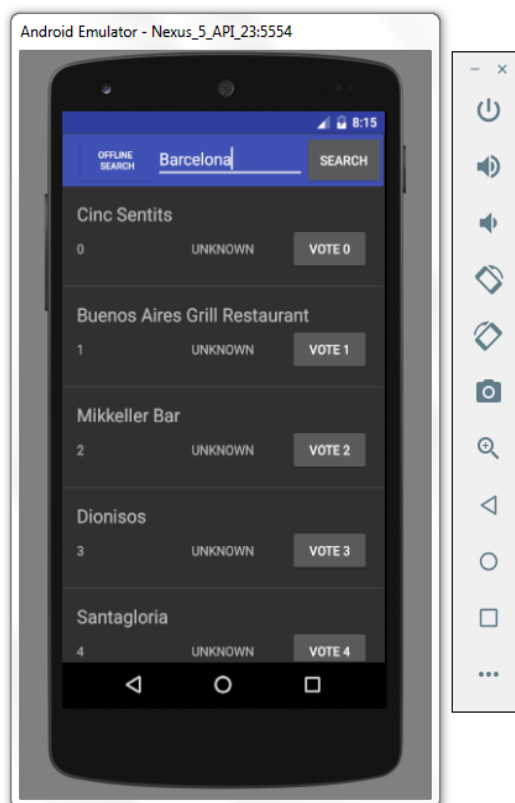 Android Emulator - Nexus_5_API_23:5554
8:15
OFFLINE
SEARCH
Barcelona
SEARCH
Cinc Sentits
0 UNKNOWN VOTE 0
Buenos Aires Grill Restaurant
1 UNKNOWN VOTE 1
Mikkeller Bar
2 UNKNOWN VOTE 2
Dionisos
3 UNKNOWN VOTE 3
Santagloria
4 UNKNOWN VOTE 4